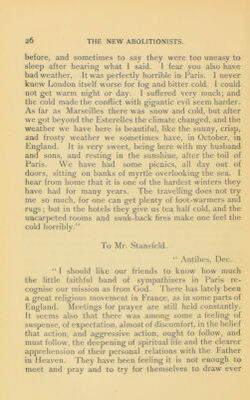 26 THE NEW ABOLITIONISTS.
before, and sometimes to say they were too uneasy to
sleep after hearing what I said. I fear you also have
bad weather, It was perfectly horrible in Paris. I never
knew London itself worse for fog and bitter cold. I could
not get warm night or day. I suffered very much; and
the cold made the conflict with gigantic evil seem harder.
As far as Marseilles there was snow and cold, but after
we got beyond the Esterelles the climate changed, and the
weather we have here is beautiful, like the sunny, crisp,
and frosty weather we sometimes have, in October, in
England. It is very sweet, being here with my husband
and sons, and resting in the sunshine, after the toil of
Paris. We have had some picnics, all day out of
doors, sitting on banks of myrtle overlooking the sea. I
hear from home that it is one of the hardest winters they
have had for many years. The travelling does not try
me so much, for one can get plenty of foot-warmers and
rugs; but in the hotels they give us tea half cold, and the
uncarpeted rooms and sunk-back fires make one feel the
cold horribly."
To Mr. Stansfeld.
"Antibes, Dec.
"I should like our friends to know how much
the little faithful band of sympathizers in Paris re-
cognise our mission as from God. There has lately been
a great religious movement in France, as in some parts of
England. Meetings for prayer are still held constantly.
It seems also that there was among some a feeling of
suspense, of expectation, almost of discomfort, in the belief
that action, and aggressive action, ought to follow, and
must follow, the deepening of spiritual life and the clearer
apprehension of their personal relations with the Father
in Heaven. They have been feeling it is not enough to
meet and pray and to try for themselves to draw ever